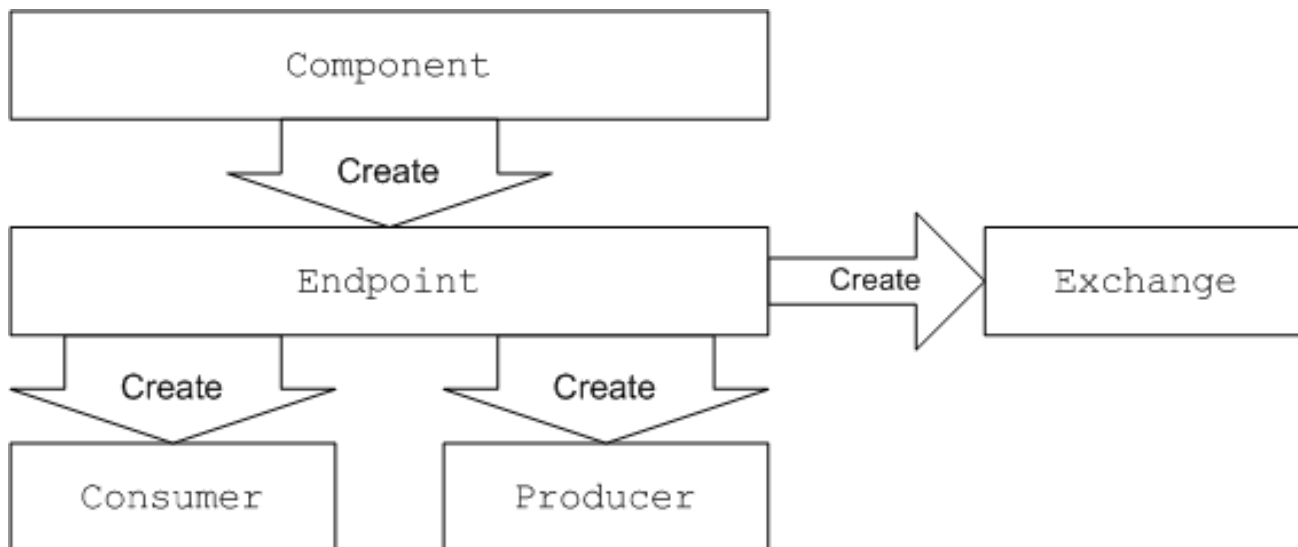 Component
Create
Endpoint
Create
Exchange
Create
Create
Consumer
Producer